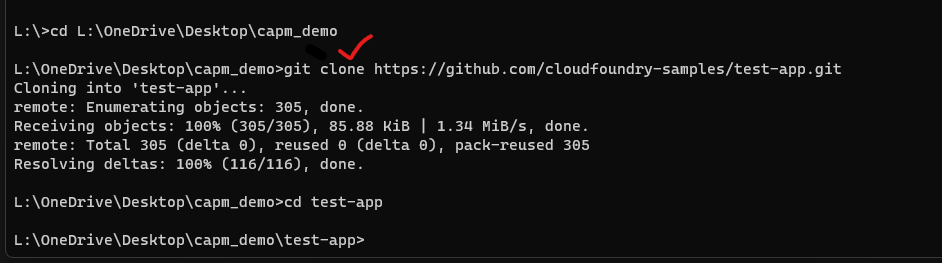 L:\>cd L:\OneDrive\Desktop\capm_demo
L:\OneDrive\Desktop\capm_demo>git clone https://github.com/cloudfoundry-samples/test-app.git
Cloning into 'test-app'...
remote: Enumerating objects: 305, done.
Receiving objects: 100% (305/305), 85.88 KiB | 1.34 MiB/s, done.
remote: Total 305 (delta 0), reused 0 (delta 0), pack-reused 305
Resolving deltas: 100% (116/116), done.
L:\OneDrive\Desktop\capm_demo>cd test-app
L:\OneDrive\Desktop\capm_demo\test-app>